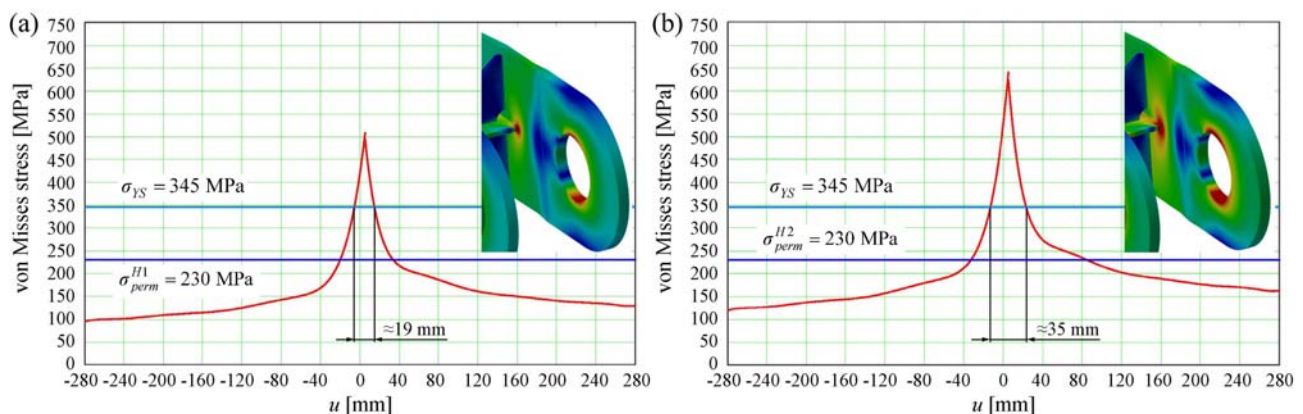 (a)
von Misses stress [MPa]
750
700
650
600
550
500
450
400
350
300
250
200
150
100
50
0
σYS = 345 MPa
σperm^H1 = 230 MPa
≈19 mm
-280 -240 -200 -160 -120 -80 -40 0 40 80 120 160 200 240 280
u [mm]
(b)
von Misses stress [MPa]
750
700
650
600
550
500
450
400
350
300
250
200
150
100
50
0
σYS = 345 MPa
σperm^H2 = 230 MPa
≈35 mm
-280 -240 -200 -160 -120 -80 -40 0 40 80 120 160 200 240 280
u [mm]